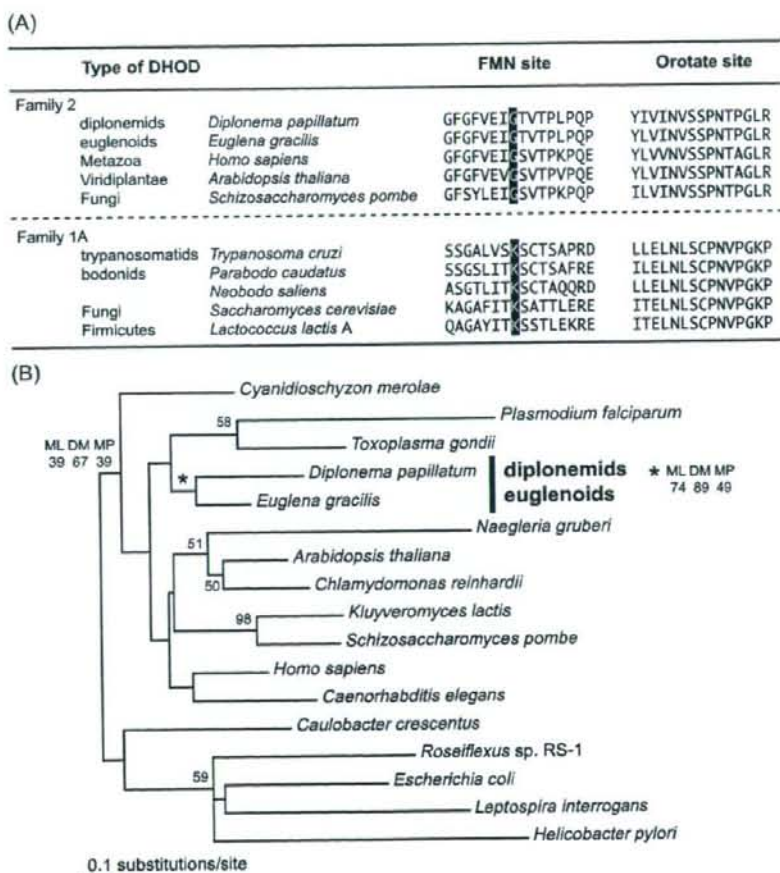 (A)
Type of DHOD FMN site Orotate site
Family 2
diplonemids Diplonema papillatum GFGFVEIGTVTPLPQP YIVINVSSPNTPGLR
euglenoids Euglena gracilis GFGFVEIGTVTPLPQP YLVINVSSPNTPGLR
Metazoa Homo sapiens GFGFVEIGSVTPKPQE YLVVNVSSPNTAGLR
Viridiplantae Arabidopsis thaliana GFGFVEVGSVTPVPQE YLVINVSSPNTAGLR
Fungi Schizosaccharomyces pombe GFSYLEIGSVTPKPQP ILVINVSSPNTPGLR
Family 1A
trypanosomatids Trypanosoma cruzi SSGALVSKSCTSAPRD LLELNLSCPNVPGKP
bodonids Parabodo caudatus SSGSLITKSCTSAFRE ILELNLSCPNVPGKP
Neobodo saliens ASGTLITKSCTAQQRD LLELNLSCPNVPGKP
Fungi Saccharomyces cerevisiae KAGAFITKSATTLERE ITELNLSCPNVPGKP
Firmicutes Lactococcus lactis A QAGAYITKSSTLEKRE ITELNLSCPNVPGKP
(B)
Cyanidioschyzon merolae
58 Plasmodium falciparum
ML DM MP
39 67 39
Toxoplasma gondii
* Diplonema papillatum diplonemids * ML DM MP
Euglena gracilis euglenoids 74 89 49
Naegleria gruberi
51 Arabidopsis thaliana
50 Chlamydomonas reinhardii
Kluyveromyces lactis
98 Schizosaccharomyces pombe
Homo sapiens
Caenorhabditis elegans
Caulobacter crescentus
Roseiflexus sp. RS-1
59 Escherichia coli
Leptospira interrogans
Helicobacter pylori
0.1 substitutions/site